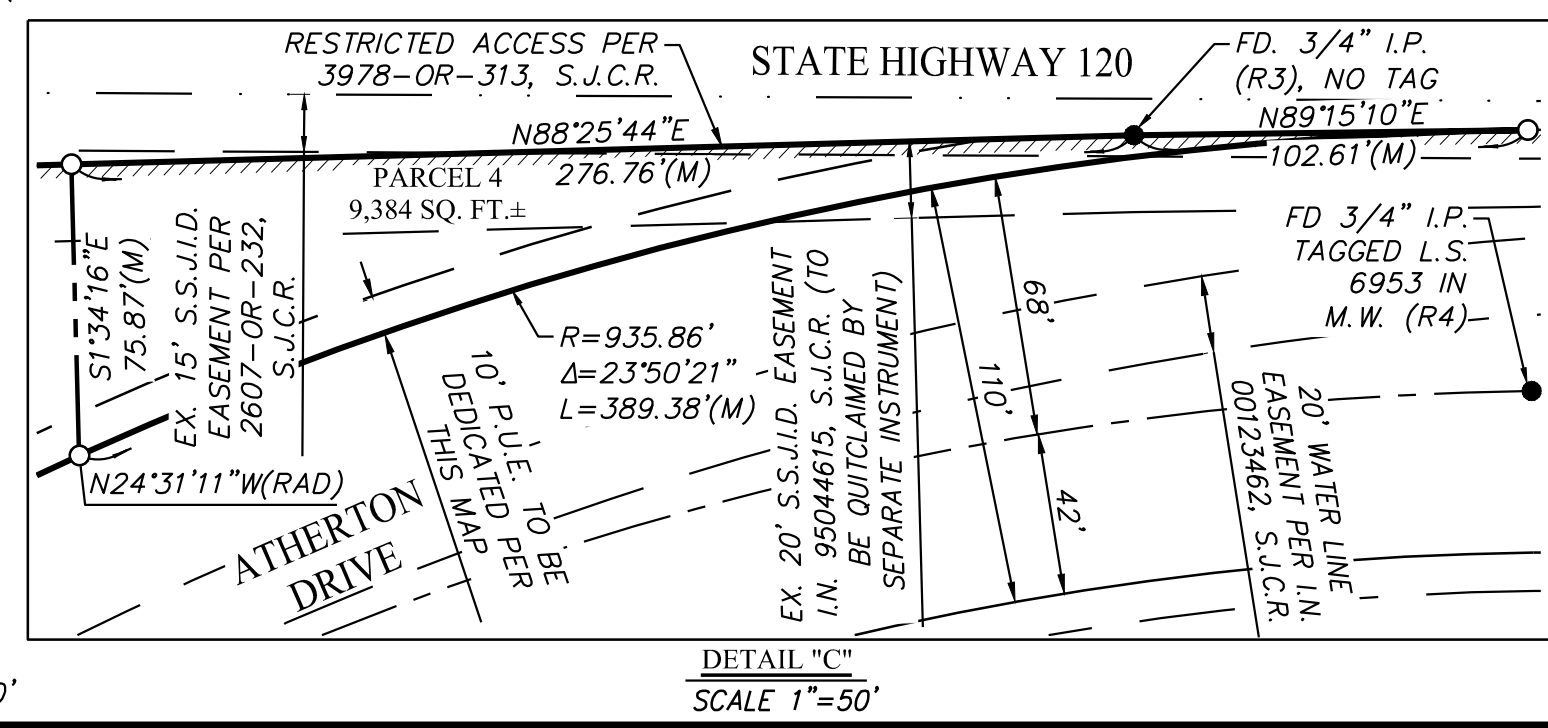 RESTRICTED ACCESS PER
3978-OR-313, S.J.C.R.
STATE HIGHWAY 120
FD. 3/4" I.P.
(R3), NO TAG
N88°25'44"E
276.76'(M)
N89°15'10"E
102.61'(M)
PARCEL 4
9,384 SQ. FT.±
S1°34'16"E
75.87'(M)
EX. 15' S.S.J.I.D.
EASEMENT PER
2607-OR-232,
S.J.C.R.
FD 3/4" I.P.
TAGGED L.S.
6953 IN
M.W. (R4)
R=935.86'
Δ=23°50'21"
L=389.38'(M)
10' P.U.E. TO BE
DEDICATED PER
THIS MAP
EX. 20' S.S.J.I.D. EASEMENT
I.N. 95044615, S.J.C.R. (TO
BE QUITCLAIMED BY
SEPARATE INSTRUMENT)
68'
110'
42'
20' WATER LINE
EASEMENT PER I.N.
00123462, S.J.C.R.
N24°31'11"W(RAD)
ATHERTON
DRIVE
DETAIL "C"
SCALE 1"=50'